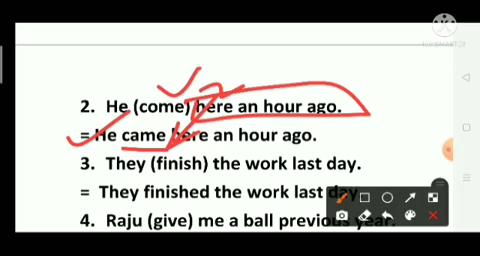 2. He (come) here an hour ago.
= He came here an hour ago.
3. They (finish) the work last day.
= They finished the work last day
4. Raju (give) me a ball previous year.